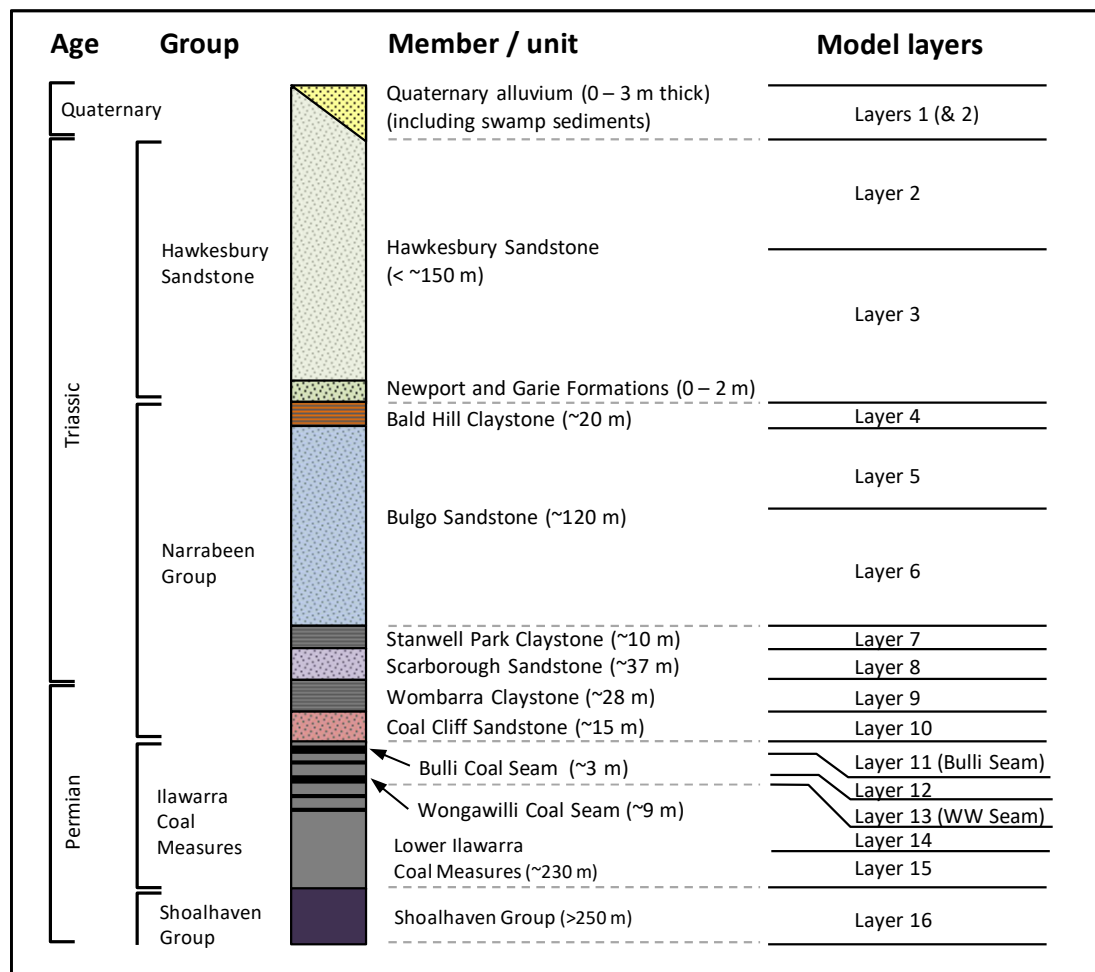 Age
Group
Member / unit
Model layers
Quaternary
Quaternary alluvium (0 – 3 m thick)
(including swamp sediments)
Layers 1 (& 2)
Triassic
Hawkesbury
Sandstone
Hawkesbury Sandstone
(< ~150 m)
Layer 2
Layer 3
Newport and Garie Formations (0 – 2 m)
Narrabeen
Group
Bald Hill Claystone (~20 m)
Layer 4
Bulgo Sandstone (~120 m)
Layer 5
Layer 6
Stanwell Park Claystone (~10 m)
Layer 7
Scarborough Sandstone (~37 m)
Layer 8
Permian
Wombarra Claystone (~28 m)
Layer 9
Coal Cliff Sandstone (~15 m)
Layer 10
Ilawarra
Coal
Measures
Bulli Coal Seam (~3 m)
Layer 11 (Bulli Seam)
Layer 12
Wongawilli Coal Seam (~9 m)
Layer 13 (WW Seam)
Layer 14
Lower Ilawarra
Coal Measures (~230 m)
Layer 15
Shoalhaven
Group
Shoalhaven Group (>250 m)
Layer 16